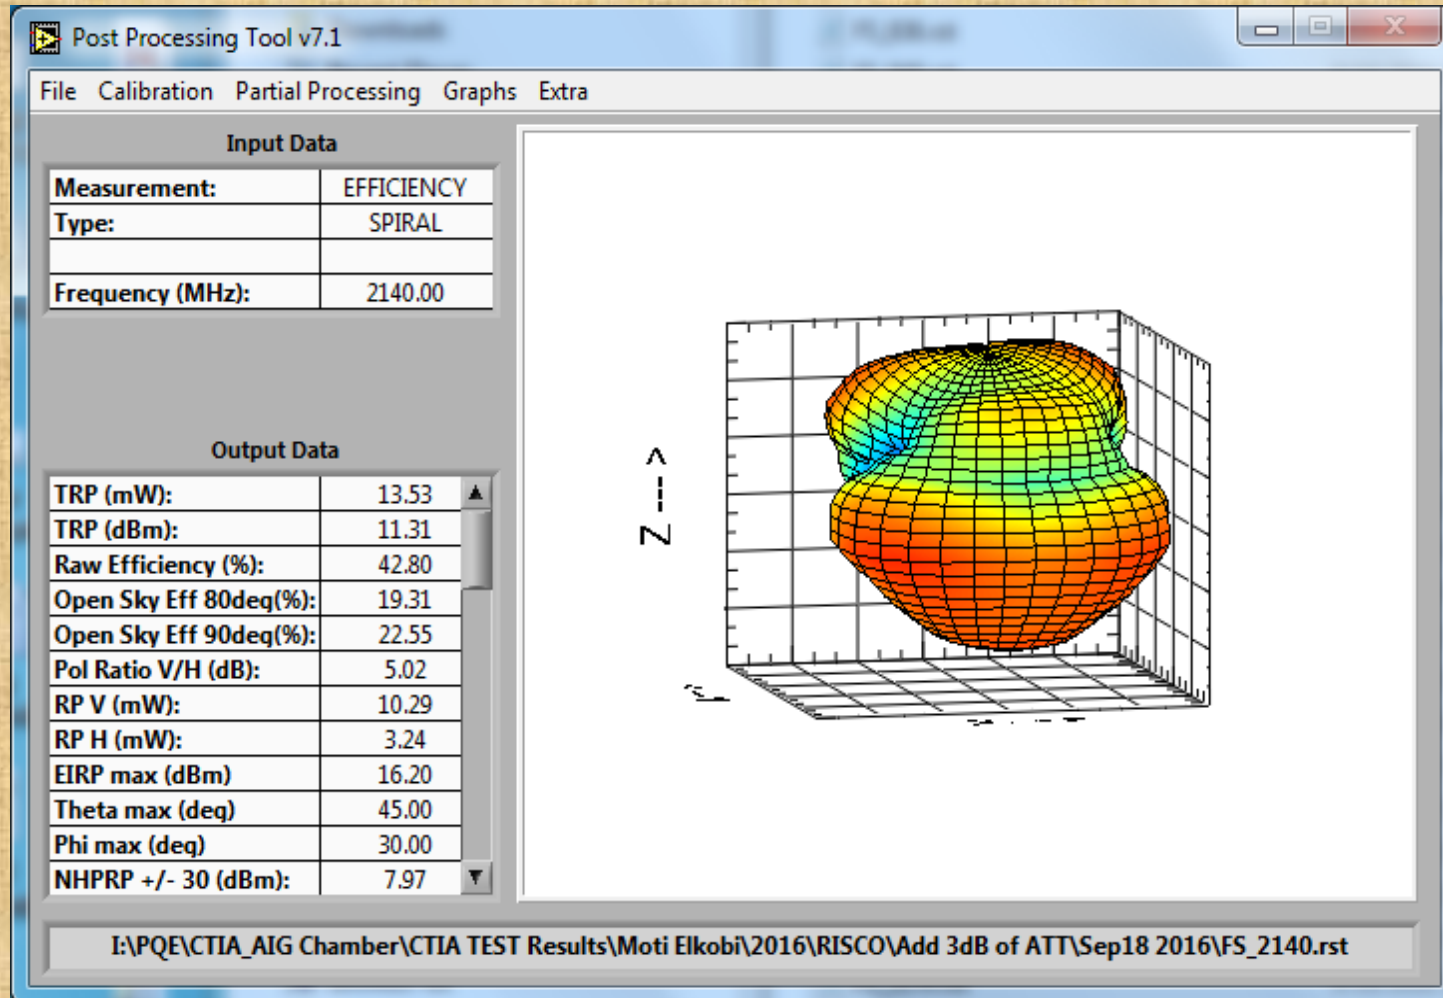 Post Processing Tool v7.1
File Calibration Partial Processing Graphs Extra
Input Data
Measurement: EFFICIENCY
Type: SPIRAL
Frequency (MHz): 2140.00
Output Data
TRP (mW): 13.53
TRP (dBm): 11.31
Raw Efficiency (%): 42.80
Open Sky Eff 80deg(%): 19.31
Open Sky Eff 90deg(%): 22.55
Pol Ratio V/H (dB): 5.02
RP V (mW): 10.29
RP H (mW): 3.24
EIRP max (dBm) 16.20
Theta max (deg) 45.00
Phi max (deg) 30.00
NHPRP +/- 30 (dBm): 7.97
Z --->
I:\PQE\CTIA_AIG Chamber\CTIA TEST Results\Moti Elkobi\2016\RISCO\Add 3dB of ATT\Sep18 2016\FS_2140.rst